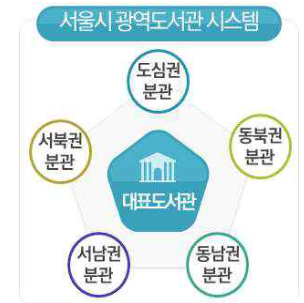 서울시 광역도서관 시스템
도심권
분관
서북권
분관
동북권
분관
대표도서관
서남권
분관
동남권
분관